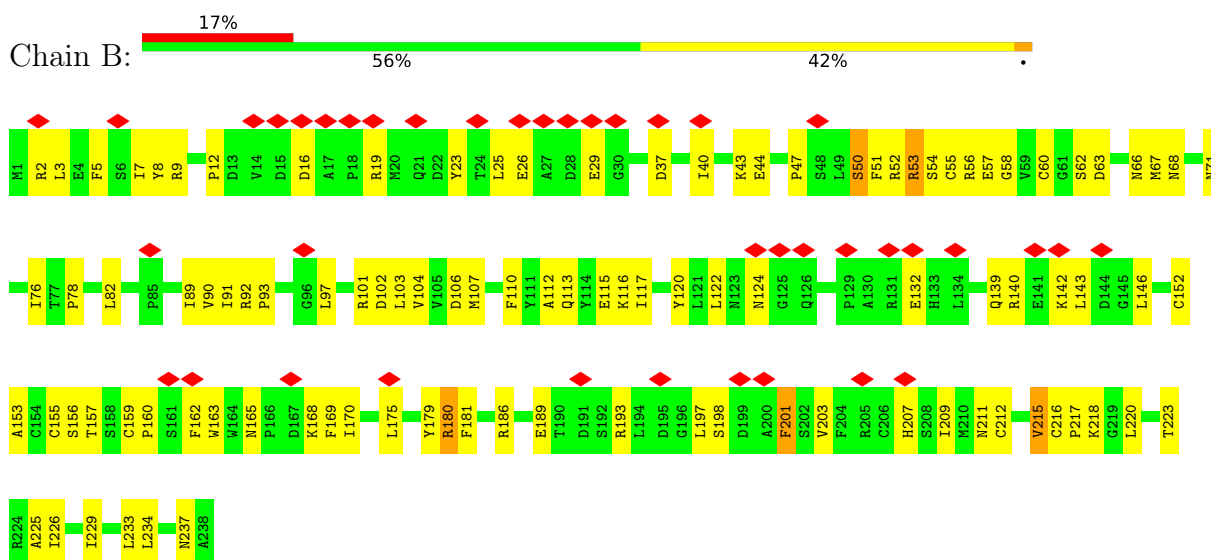 17%
Chain B:
56% 42% •
M1 R2 L3 E4 F5 S6 I7 Y8 R9 P12 D13 V14 D15 D16 A17 P18 R19 M20 Q21 D22 Y23 T24 L25 E26 A27 D28 E29 G30 D37 I40 K43 E44 P47 S48 L49 S50 F51 R52 R53 S54 C55 R56 E57 G58 V59 C60 G61 S62 D63 N66 M67 N68 N71
I76 T77 P78 L82 P85 I89 V90 I91 R92 P93 G96 L97 R101 D102 L103 V104 V105 D106 M107 F110 Y111 A112 Q113 Y114 E115 K116 I117 Y120 L121 L122 N123 N124 G125 Q126 P129 A130 R131 E132 H133 L134 Q139 R140 E141 K142 L143 D144 G145 L146 C152
A153 C154 C155 S156 T157 S158 C159 P160 S161 F162 W163 W164 N165 P166 D167 K168 F169 I170 L175 Y179 R180 F181 R186 E189 T190 D191 S192 R193 L194 D195 G196 L197 S198 D199 A200 F201 S202 V203 F204 R205 C206 H207 S208 I209 M210 N211 C212 V215 C216 P217 K218 G219 L220 T223
R224 A225 I226 I229 L233 L234 N237 A238